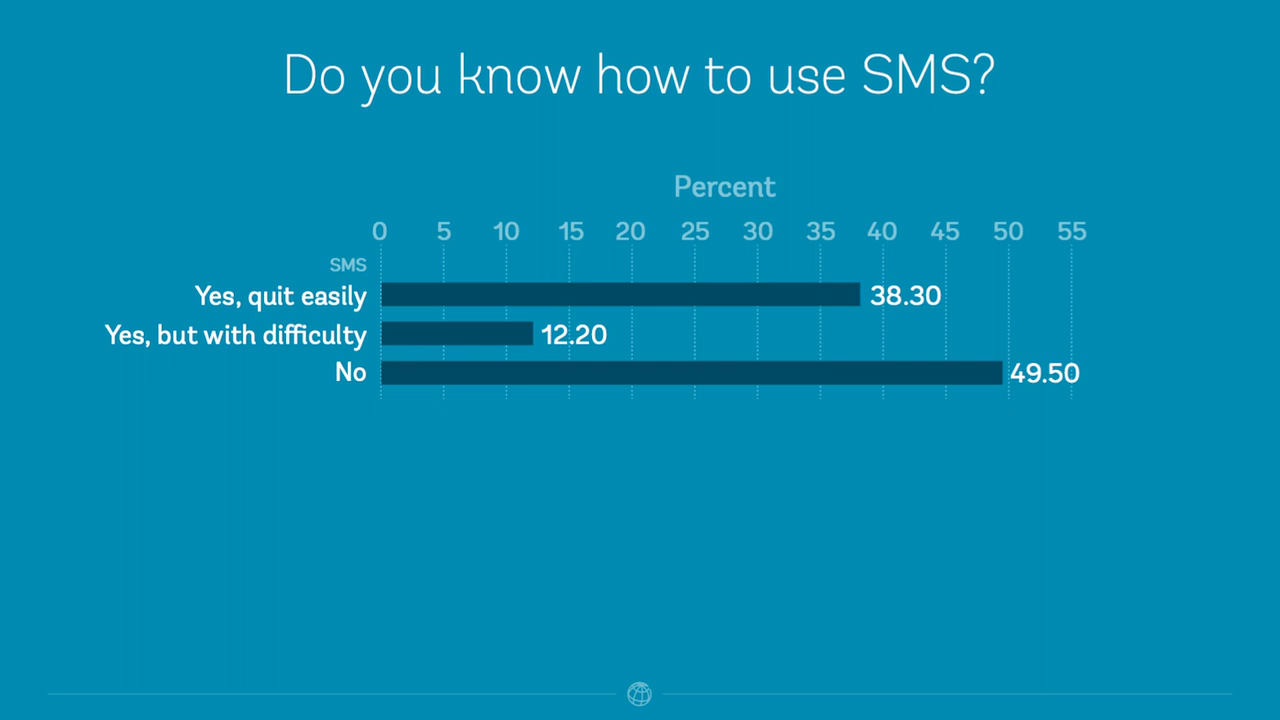 Do you know how to use SMS?
Percent
0 5 10 15 20 25 30 35 40 45 50 55
SMS
Yes, quit easily 38.30
Yes, but with difficulty 12.20
No 49.50